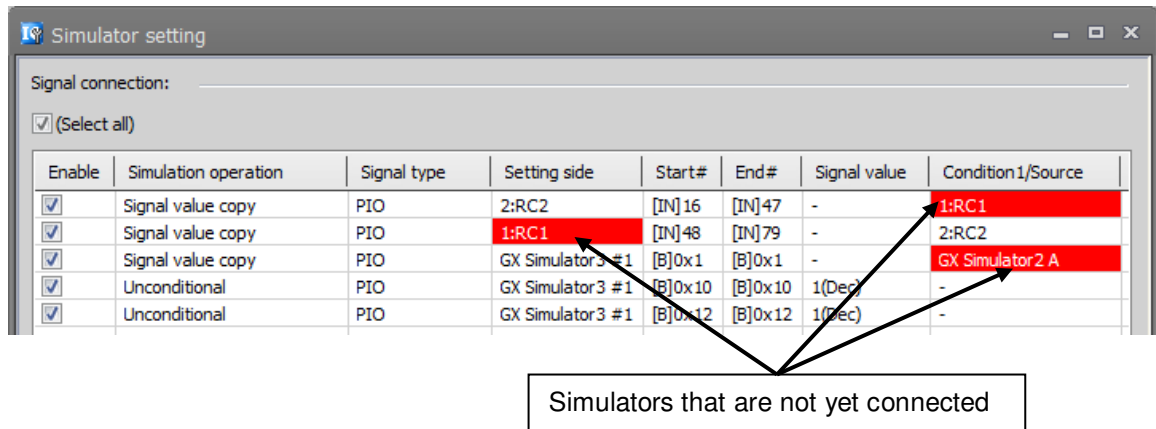 Simulator setting
Signal connection:
(Select all)
Enable Simulation operation Signal type Setting side Start# End# Signal value Condition1/Source
Signal value copy PIO 2:RC2 [IN]16 [IN]47 - 1:RC1
Signal value copy PIO 1:RC1 [IN]48 [IN]79 - 2:RC2
Signal value copy PIO GX Simulator3 #1 [B]0x1 [B]0x1 - GX Simulator2 A
Unconditional PIO GX Simulator3 #1 [B]0x10 [B]0x10 1(Dec) -
Unconditional PIO GX Simulator3 #1 [B]0x12 [B]0x12 1(Dec) -
Simulators that are not yet connected